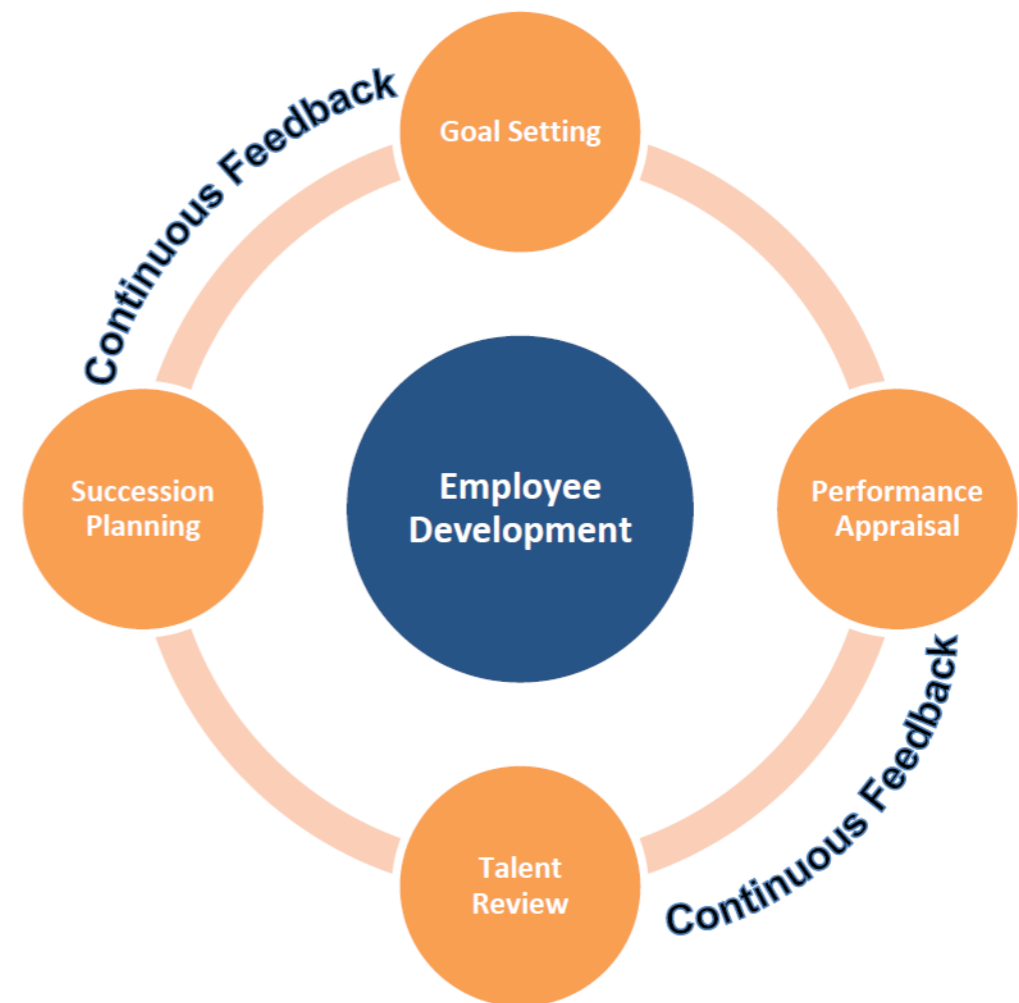 Continuous Feedback
Goal Setting
Succession
Planning
Employee
Development
Performance
Appraisal
Talent
Review
Continuous Feedback